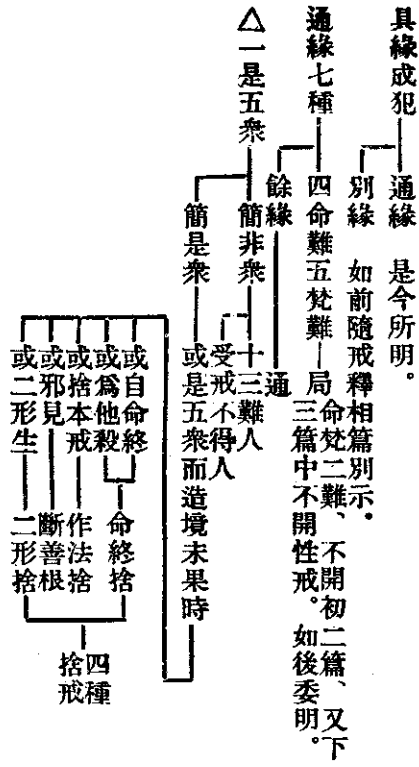 具緣成犯
通緣　是今所明。
別緣　如前隨戒釋相篇別示。
通緣七種
四命難五梵難
局
命梵二難、不開初二篇、又下
三篇中不開性戒。如後委明。
餘緣
通
△一是五衆
簡非衆
十三難人
受戒不得人
簡是衆
或是五衆而造境未果時
或自命終
或爲他殺
命終捨
或捨本戒
作法捨
或邪見
斷善根
或二形生
二形捨
四種
捨戒